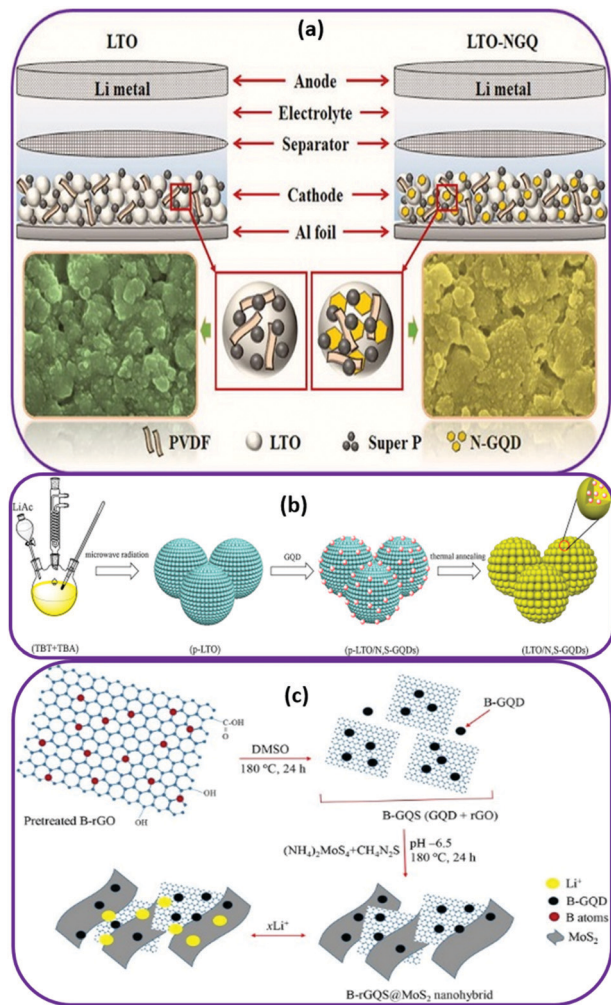 (a)
LTO
LTO-NGQ
Li metal
Anode
Li metal
Electrolyte
Separator
Cathode
Al foil
PVDF
LTO
Super P
N-GQD
(b)
LiAc
microwave radiation
GQD
thermal annealing
(TBT+TBA)
(p-LTO)
(p-LTO/N,S-GQDs)
(LTO/N,S-GQDs)
(c)
C-OH
O
OH
OH
Pretreated B-rGO
DMSO
180 °C, 24 h
B-GQD
B-GQS (GQD + rGO)
(NH4)2MoS4+CH4N2S
pH ~6.5
180 °C, 24 h
Li+
B-GQD
B atoms
MoS2
xLi+
B-rGQS@MoS2 nanohybrid